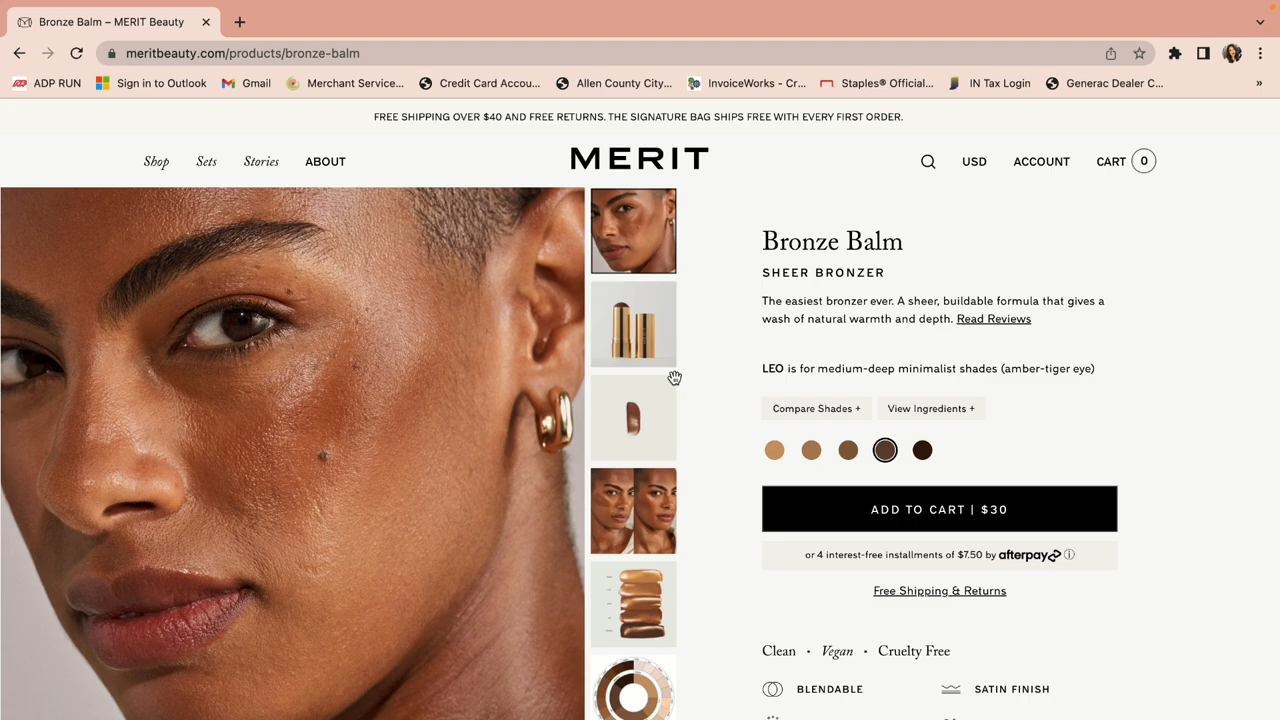 Bronze Balm – MERIT Beauty
meritbeauty.com/products/bronze-balm
ADP RUN
Sign in to Outlook
Gmail
Merchant Service...
Credit Card Accou...
Allen County City...
InvoiceWorks - Cr...
Staples® Official...
IN Tax Login
Generac Dealer C...
»
FREE SHIPPING OVER $40 AND FREE RETURNS. THE SIGNATURE BAG SHIPS FREE WITH EVERY FIRST ORDER.
Shop
Sets
Stories
ABOUT
MERIT
USD
ACCOUNT
CART 0
Bronze Balm
SHEER BRONZER
The easiest bronzer ever. A sheer, buildable formula that gives a
wash of natural warmth and depth. Read Reviews
LEO is for medium-deep minimalist shades (amber-tiger eye)
Compare Shades +
View Ingredients +
ADD TO CART | $30
or 4 interest-free installments of $7.50 by afterpay
Free Shipping & Returns
Clean • Vegan • Cruelty Free
BLENDABLE
SATIN FINISH